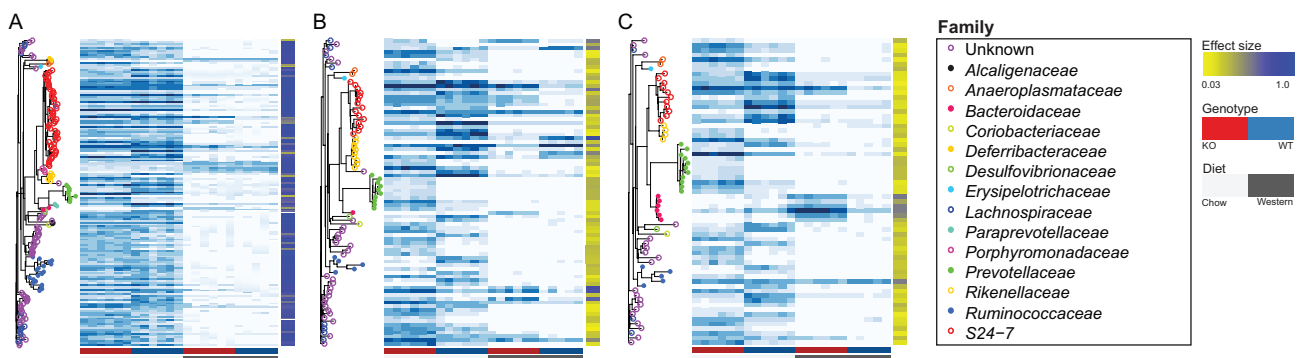 A
B
C
Family
Unknown
Alcaligenaceae
Anaeroplasmataceae
Bacteroidaceae
Coriobacteriaceae
Deferribacteraceae
Desulfovibrionaceae
Erysipelotrichaceae
Lachnospiraceae
Paraprevotellaceae
Porphyromonadaceae
Prevotellaceae
Rikenellaceae
Ruminococcaceae
S24-7
Effect size
0.03 1.0
Genotype
KO WT
Diet
Chow Western